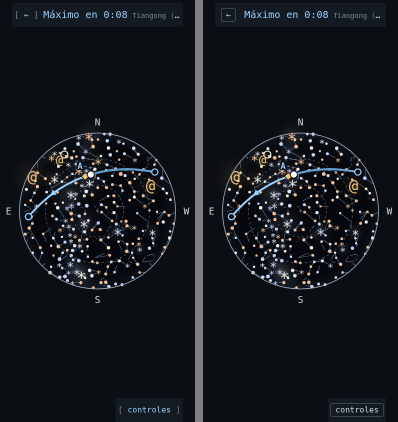 [ ← ] Máximo en 0:08 Tiangong (…
← Máximo en 0:08 Tiangong (…
N
N
@
@
A
A
@
@
@
@
E
W
E
W
S
S
[ controles ]
controles